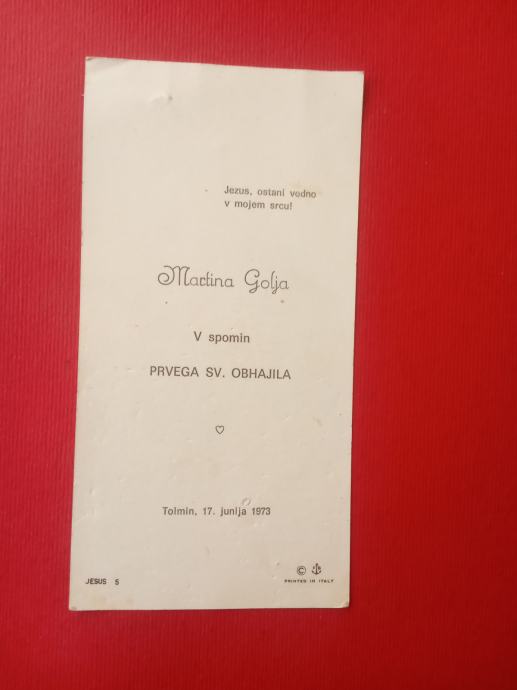 Jezus, ostani vedno
v mojem srcu!
Martina Golja
V spomin
PRVEGA SV. OBHAJILA
♡
Tolmin, 17. junija 1973
JESUS 5
©
PRINTED IN ITALY